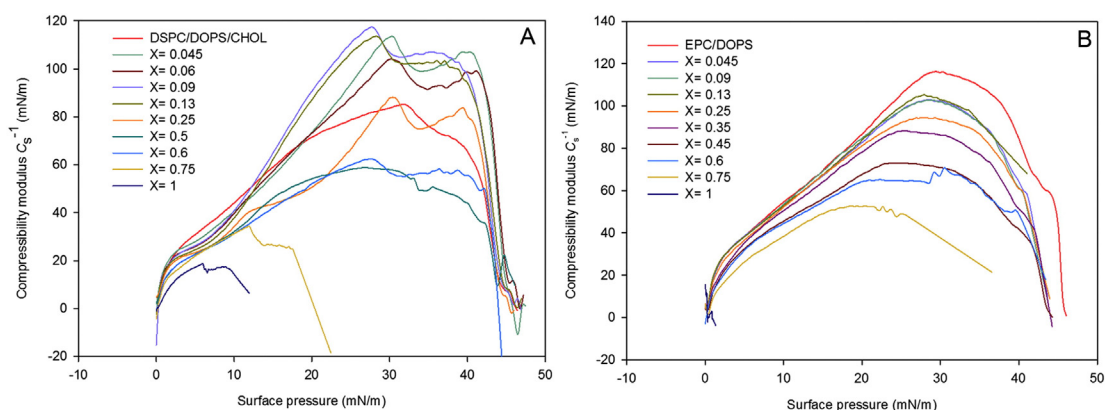 A
Compressibility modulus Cs⁻¹ (mN/m)
120
100
80
60
40
20
0
-20
DSPC/DOPS/CHOL
X= 0.045
X= 0.06
X= 0.09
X= 0.13
X= 0.25
X= 0.5
X= 0.6
X= 0.75
X= 1
-10 0 10 20 30 40 50
Surface pressure (mN/m)
B
Compressibility modulus Cs⁻¹ (mN/m)
140
120
100
80
60
40
20
0
-20
EPC/DOPS
X= 0.045
X= 0.09
X= 0.13
X= 0.25
X= 0.35
X= 0.45
X= 0.6
X= 0.75
X= 1
-10 0 10 20 30 40 50
Surface pressure (mN/m)